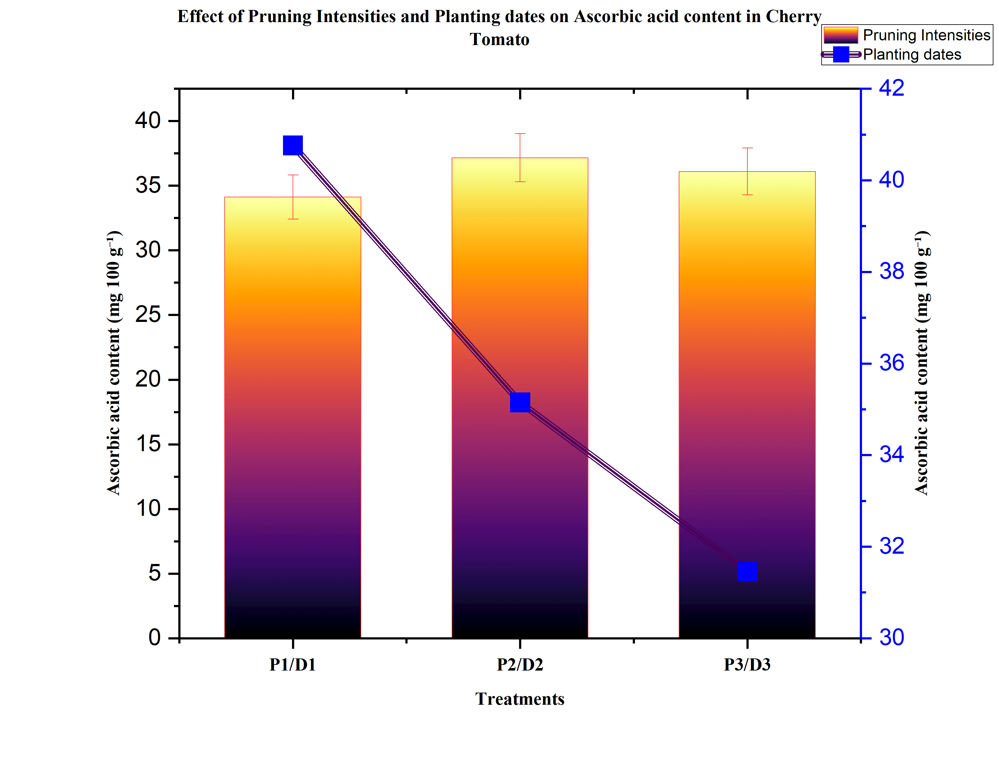 Effect of Pruning Intensities and Planting dates on Ascorbic acid content in Cherry
Tomato
Pruning Intensities
Planting dates
Ascorbic acid content (mg 100 g⁻¹)
40
35
30
25
20
15
10
5
0
42
40
38
36
34
32
30
Ascorbic acid content (mg 100 g⁻¹)
P1/D1
P2/D2
P3/D3
Treatments